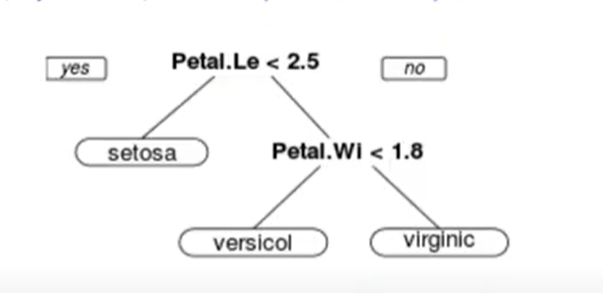 yes
Petal.Le < 2.5
no
setosa
Petal.Wi < 1.8
versicol
virginic